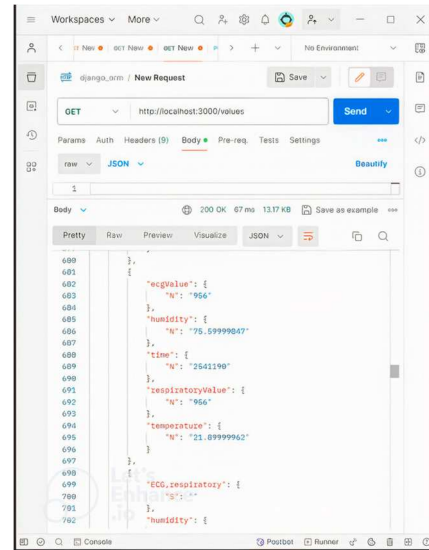 Workspaces More
No Environment
django_orm / New Request
Save
GET http://localhost:3000/values Send
Params Auth Headers (9) Body Pre-req. Tests Settings
raw JSON Beautify
1
Body 200 OK 67 ms 13.17 KB Save as example
Pretty Raw Preview Visualize JSON
680 },
681 {
682 "ecgValue": {
683 "N": "956"
684 },
685 "humidity": {
686 "N": "75.59999847"
687 },
688 "time": {
689 "N": "2541190"
690 },
691 "respiratoryValue": {
692 "N": "956"
693 },
694 "temperature": {
695 "N": "21.89999962"
696 }
697 },
698 {
699 "ECG,respiratory": {
700 "S": ""
701 },
702 "humidity": {
Let's
Enhance
.io
Console Postbot Runner